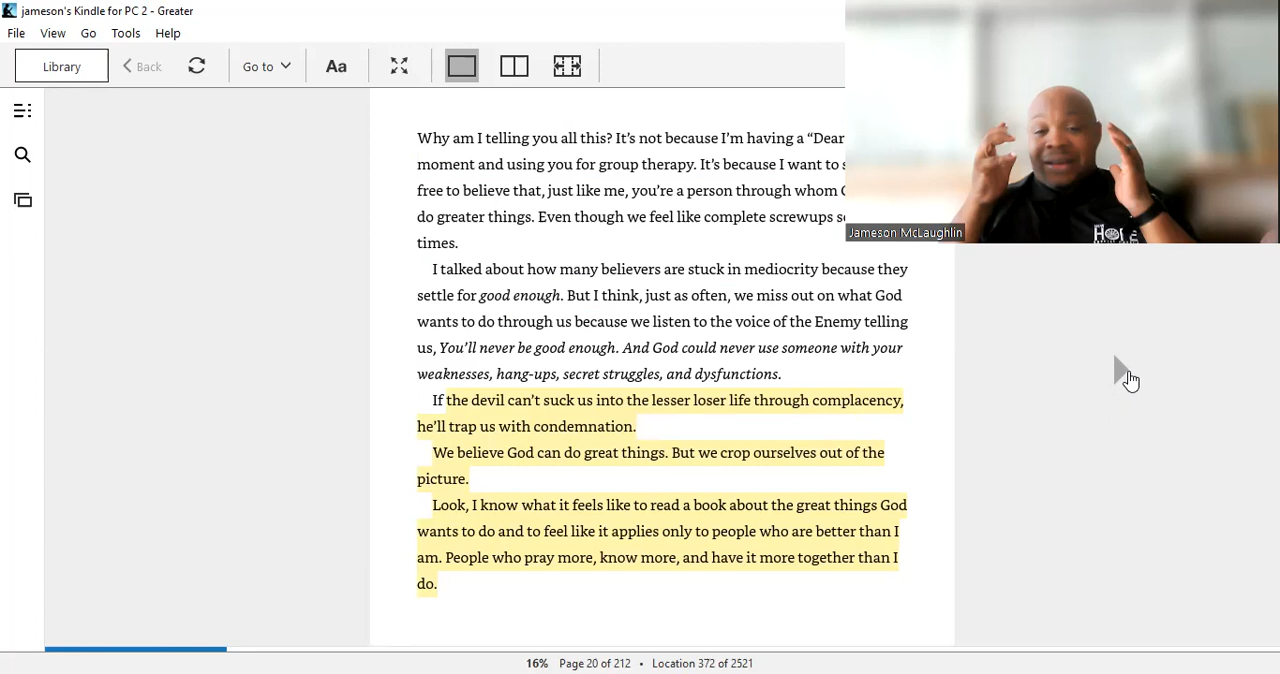 jameson's Kindle for PC 2 - Greater
File View Go Tools Help
Library Back Go to Aa
Why am I telling you all this? It's not because I'm having a “Dear
moment and using you for group therapy. It's because I want to
free to believe that, just like me, you're a person through whom
do greater things. Even though we feel like complete screwups
times.
I talked about how many believers are stuck in mediocrity because they
settle for good enough. But I think, just as often, we miss out on what God
wants to do through us because we listen to the voice of the Enemy telling
us, You'll never be good enough. And God could never use someone with your
weaknesses, hang-ups, secret struggles, and dysfunctions.
If the devil can't suck us into the lesser loser life through complacency,
he'll trap us with condemnation.
We believe God can do great things. But we crop ourselves out of the
picture.
Look, I know what it feels like to read a book about the great things God
wants to do and to feel like it applies only to people who are better than I
am. People who pray more, know more, and have it more together than I
do.
Jameson McLaughlin
16% Page 20 of 212 • Location 372 of 2521